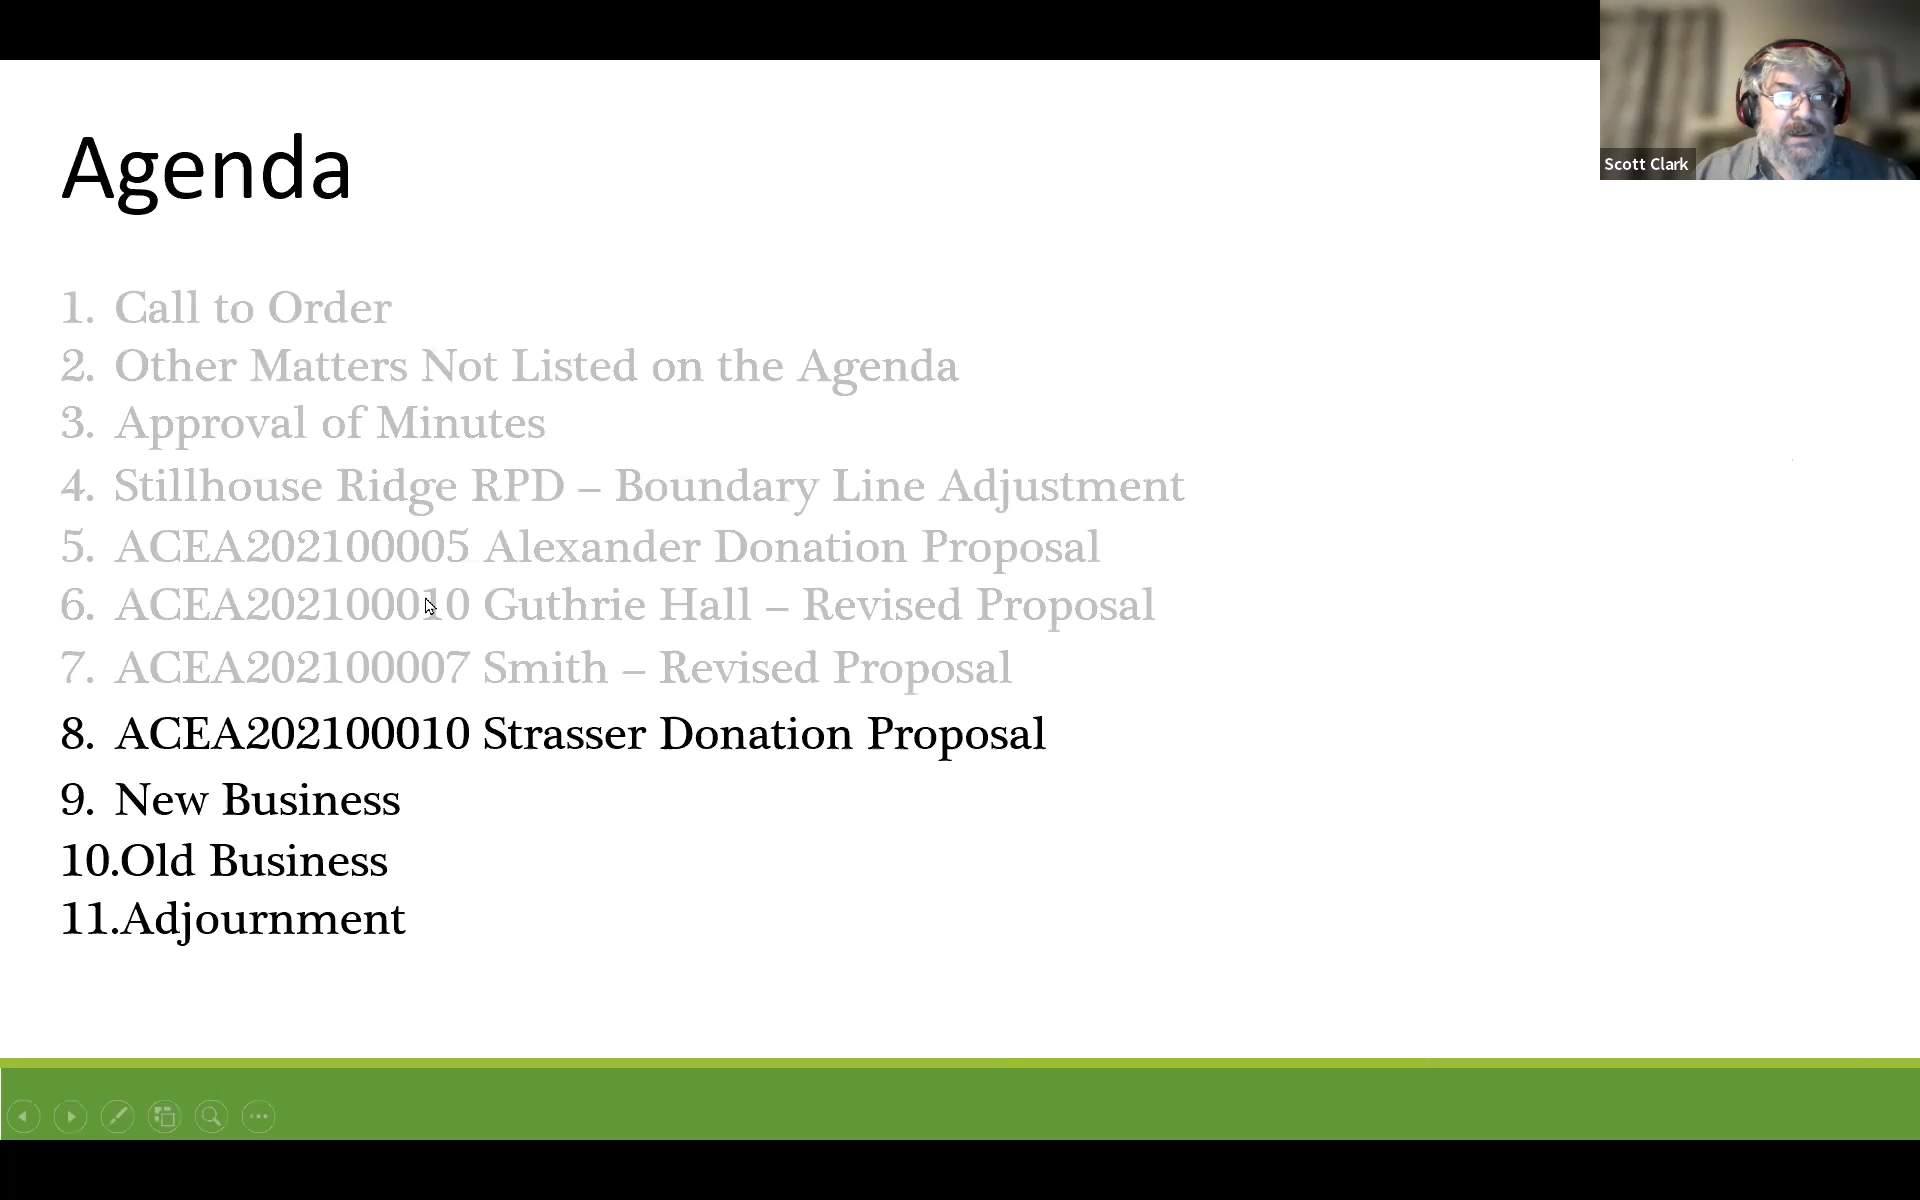 Agenda
Scott Clark
1. Call to Order
2. Other Matters Not Listed on the Agenda
3. Approval of Minutes
4. Stillhouse Ridge RPD – Boundary Line Adjustment
5. ACEA202100005 Alexander Donation Proposal
6. ACEA202100010 Guthrie Hall – Revised Proposal
7. ACEA202100007 Smith – Revised Proposal
8. ACEA202100010 Strasser Donation Proposal
9. New Business
10.Old Business
11.Adjournment